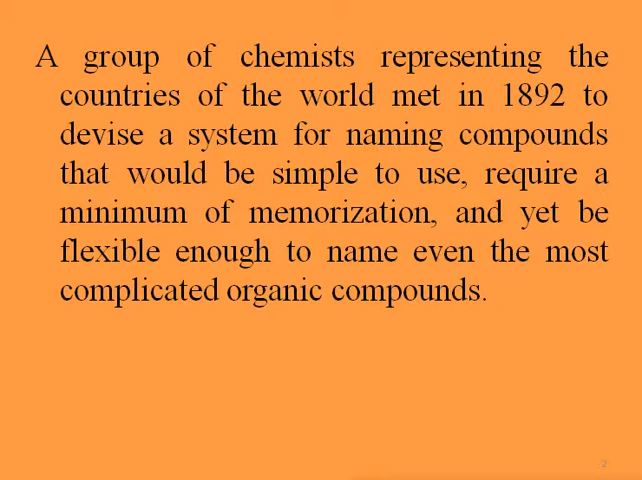 A group of chemists representing the
countries of the world met in 1892 to
devise a system for naming compounds
that would be simple to use, require a
minimum of memorization, and yet be
flexible enough to name even the most
complicated organic compounds.
2